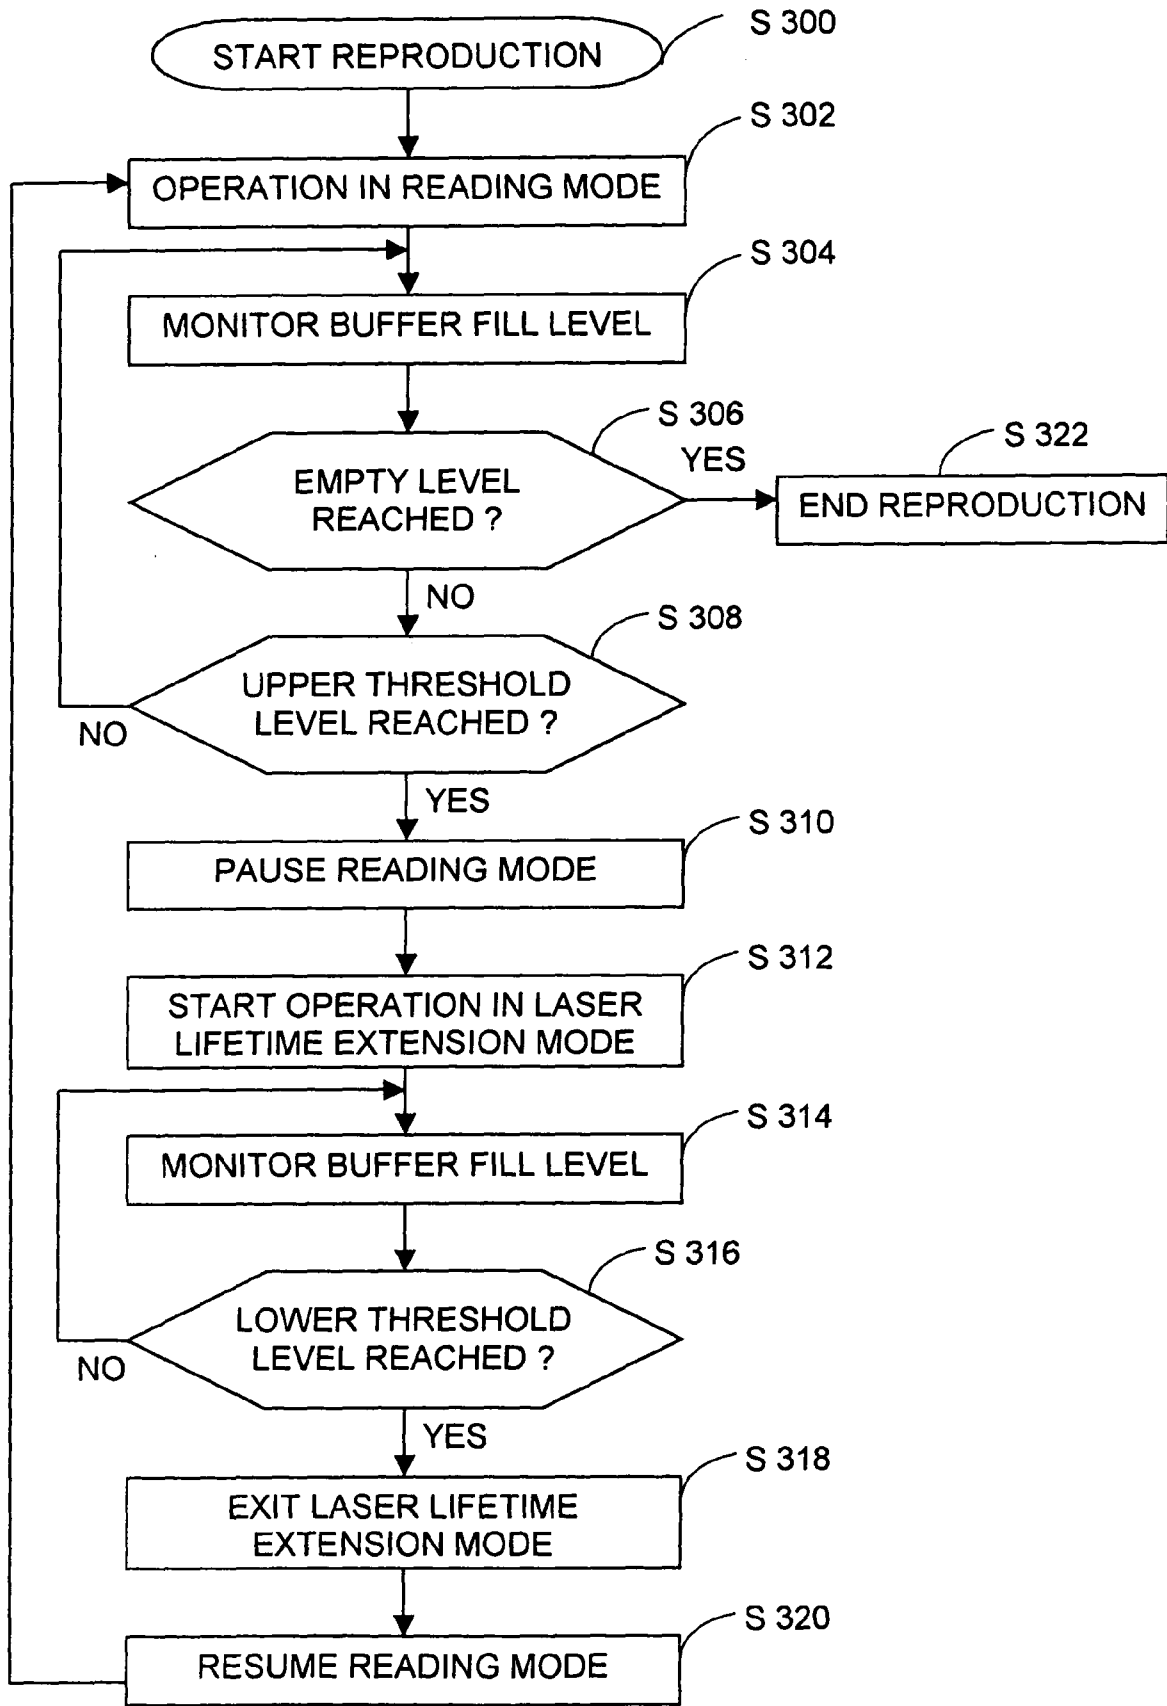 S 300
START REPRODUCTION
S 302
OPERATION IN READING MODE
S 304
MONITOR BUFFER FILL LEVEL
S 306
YES
S 322
EMPTY LEVEL
REACHED ?
END REPRODUCTION
NO
S 308
UPPER THRESHOLD
LEVEL REACHED ?
NO
YES
S 310
PAUSE READING MODE
S 312
START OPERATION IN LASER
LIFETIME EXTENSION MODE
S 314
MONITOR BUFFER FILL LEVEL
S 316
LOWER THRESHOLD
LEVEL REACHED ?
NO
YES
S 318
EXIT LASER LIFETIME
EXTENSION MODE
S 320
RESUME READING MODE